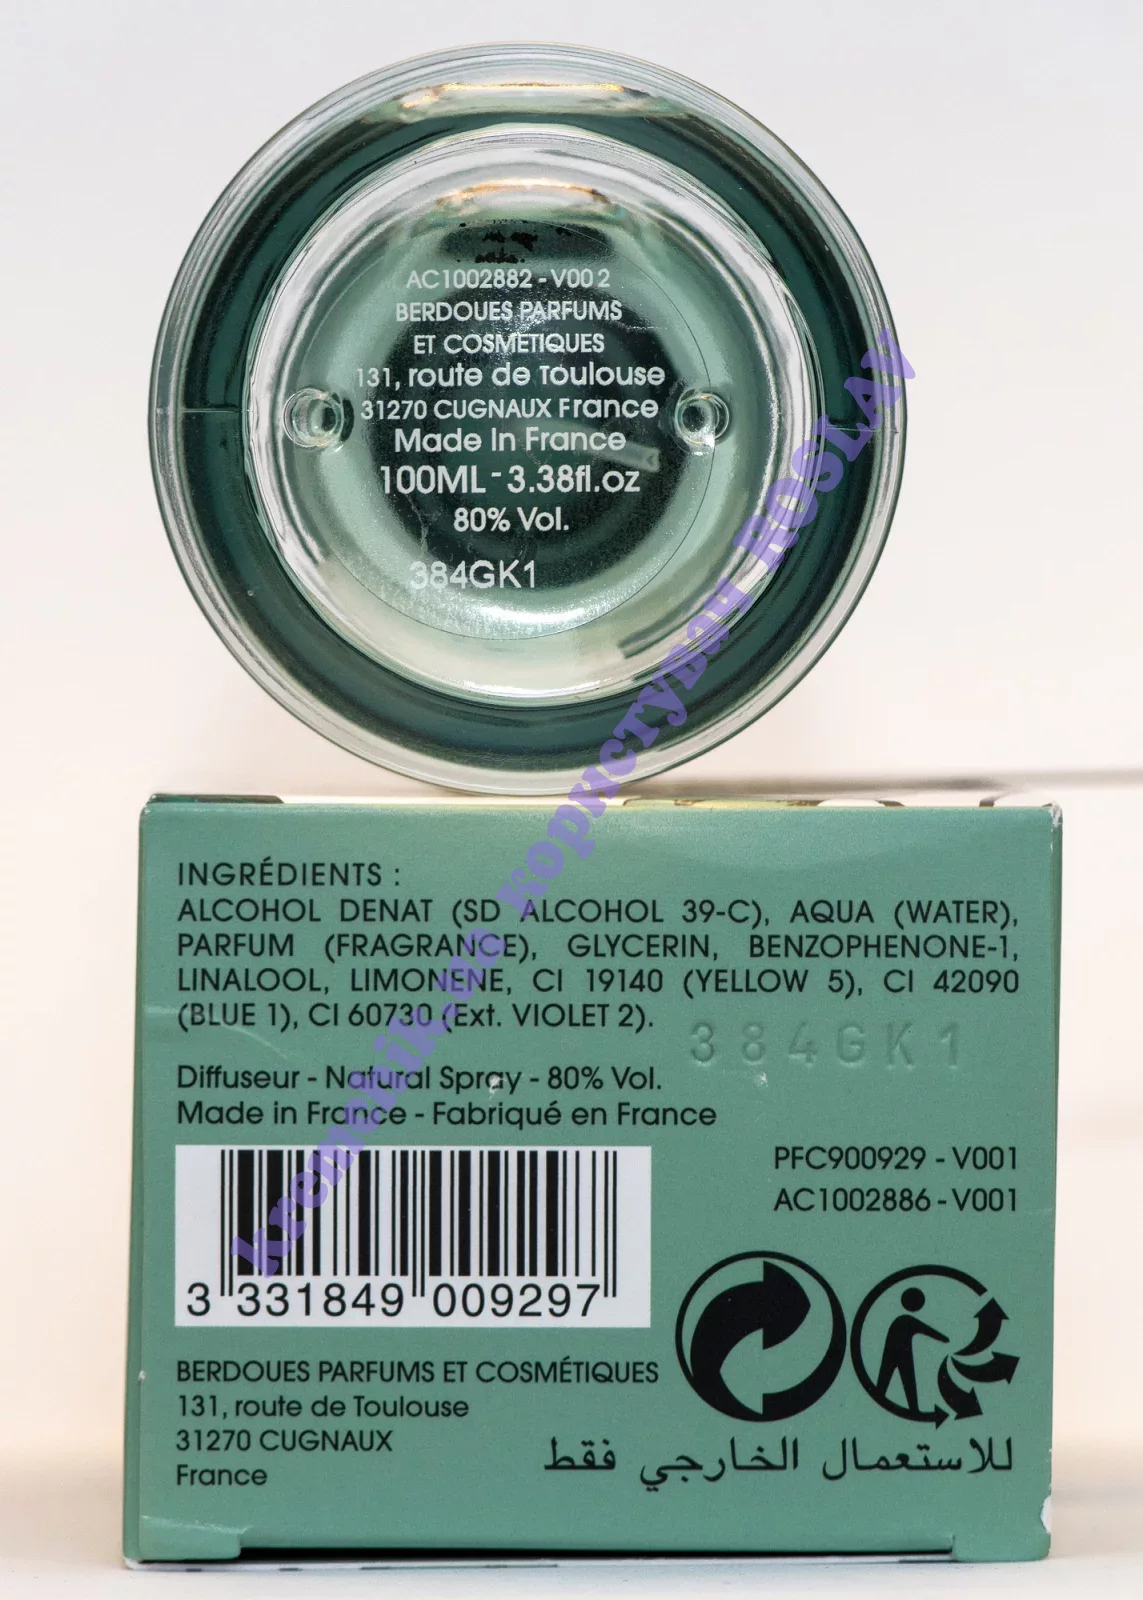 AC1002882 - V002
BERDOUES PARFUMS
ET COSMETIQUES
131, route de Toulouse
31270 CUGNAUX France
Made In France
100ML - 3.38fl.oz
80% Vol.
384GK1
INGRÉDIENTS :
ALCOHOL DENAT (SD ALCOHOL 39-C), AQUA (WATER),
PARFUM (FRAGRANCE), GLYCERIN, BENZOPHENONE-1,
LINALOOL, LIMONENE, CI 19140 (YELLOW 5), CI 42090
(BLUE 1), CI 60730 (Ext. VIOLET 2).
384GK1
Diffuseur - Natural Spray - 80% Vol.
Made in France - Fabriqué en France
PFC900929 - V001
AC1002886 - V001
3 331849 009297
BERDOUES PARFUMS ET COSMÉTIQUES
131, route de Toulouse
31270 CUGNAUX
France
للاستعمال الخارجي فقط
kremchik.ua користувач ROSLAV